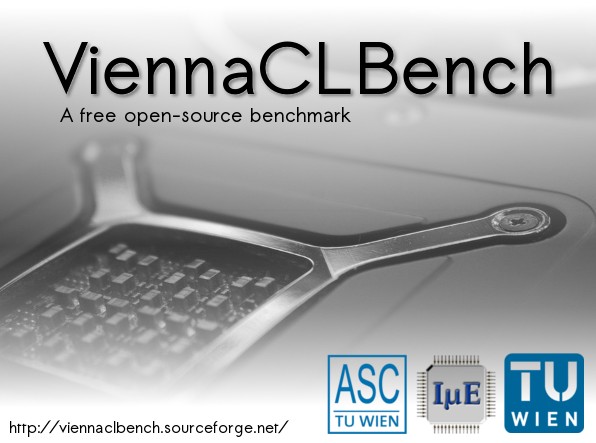 ViennaCLBench
A free open-source benchmark
ASC
TU WIEN
IμE
TU
WIEN
http://viennaclbench.sourceforge.net/